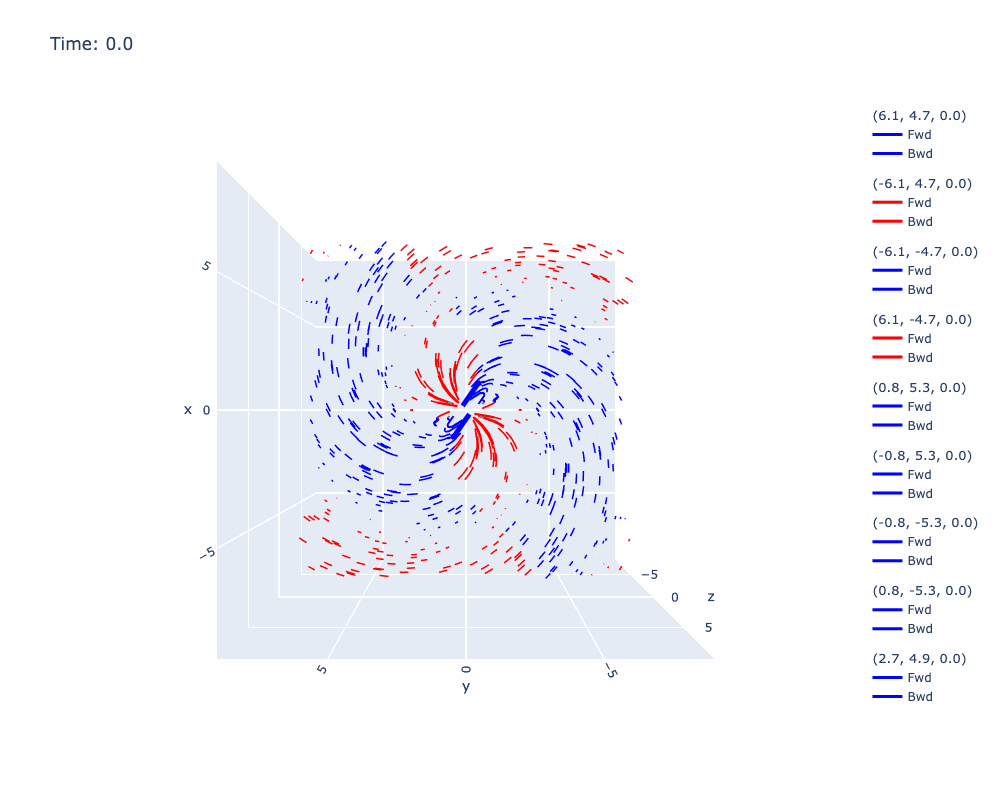 Time: 0.0
(6.1, 4.7, 0.0)
Fwd
Bwd
(-6.1, 4.7, 0.0)
Fwd
Bwd
(-6.1, -4.7, 0.0)
Fwd
Bwd
(6.1, -4.7, 0.0)
Fwd
Bwd
(0.8, 5.3, 0.0)
Fwd
Bwd
(-0.8, 5.3, 0.0)
Fwd
Bwd
(-0.8, -5.3, 0.0)
Fwd
Bwd
(0.8, -5.3, 0.0)
Fwd
Bwd
(2.7, 4.9, 0.0)
Fwd
Bwd
5
x 0
−5
−5
0 z
5
5 0 −5
y